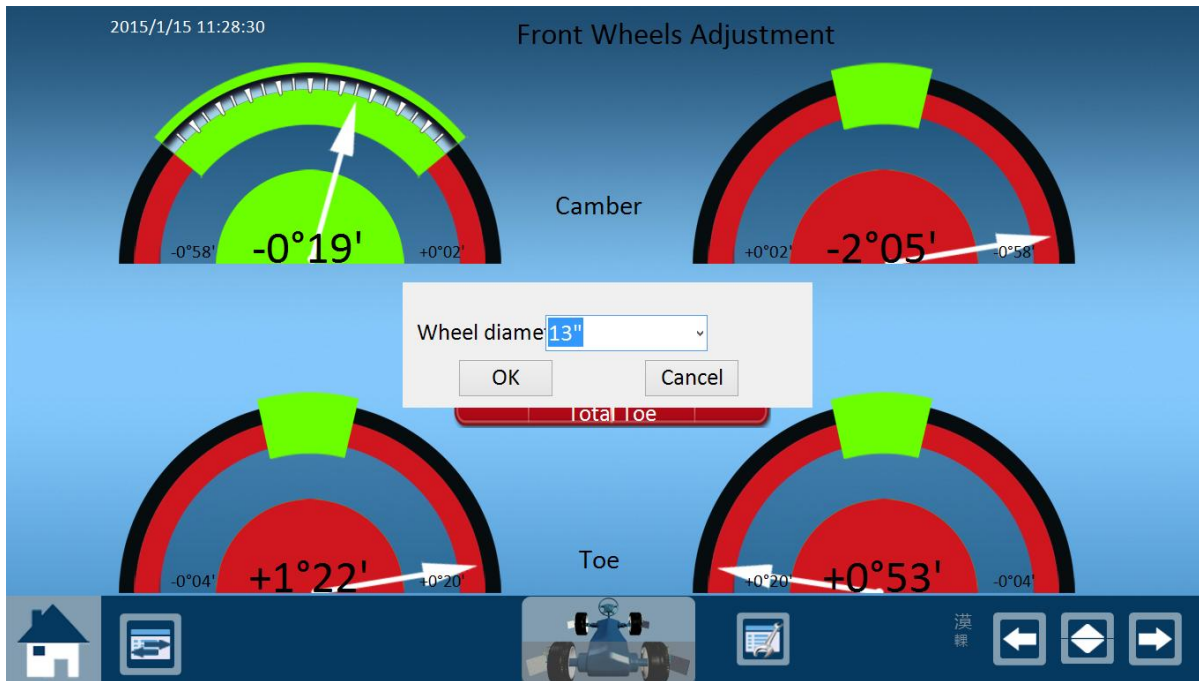 2015/1/15 11:28:30
Front Wheels Adjustment
Camber
-0°58'
-0°19'
+0°02'
+0°02'
-2°05'
-0°58'
Wheel diame
13"
OK
Cancel
Total Toe
Toe
-0°04'
+1°22'
+0°20'
+0°20'
+0°53'
-0°04'
漠